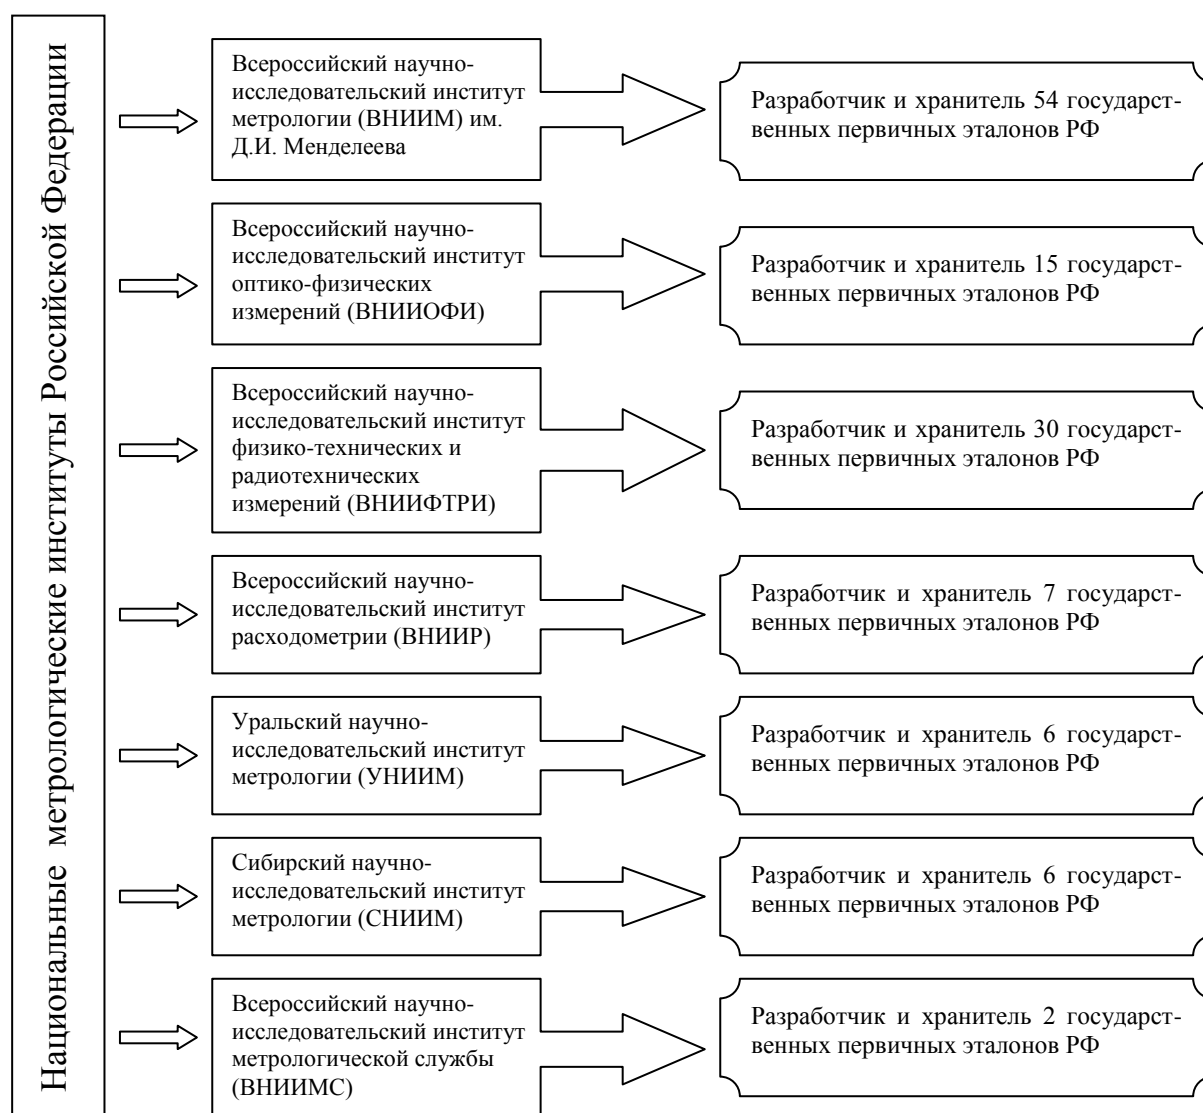 Национальные метрологические институты Российской Федерации
Всероссийский научно-
исследовательский институт
метрологии (ВНИИМ) им.
Д.И. Менделеева
Разработчик и хранитель 54 государст-
венных первичных эталонов РФ
Всероссийский научно-
исследовательский институт
оптико-физических
измерений (ВНИИОФИ)
Разработчик и хранитель 15 государст-
венных первичных эталонов РФ
Всероссийский научно-
исследовательский институт
физико-технических и
радиотехнических
измерений (ВНИИФТРИ)
Разработчик и хранитель 30 государст-
венных первичных эталонов РФ
Всероссийский научно-
исследовательский институт
расходометрии (ВНИИР)
Разработчик и хранитель 7 государст-
венных первичных эталонов РФ
Уральский научно-
исследовательский институт
метрологии (УНИИМ)
Разработчик и хранитель 6 государст-
венных первичных эталонов РФ
Сибирский научно-
исследовательский институт
метрологии (СНИИМ)
Разработчик и хранитель 6 государст-
венных первичных эталонов РФ
Всероссийский научно-
исследовательский институт
метрологической службы
(ВНИИМС)
Разработчик и хранитель 2 государст-
венных первичных эталонов РФ